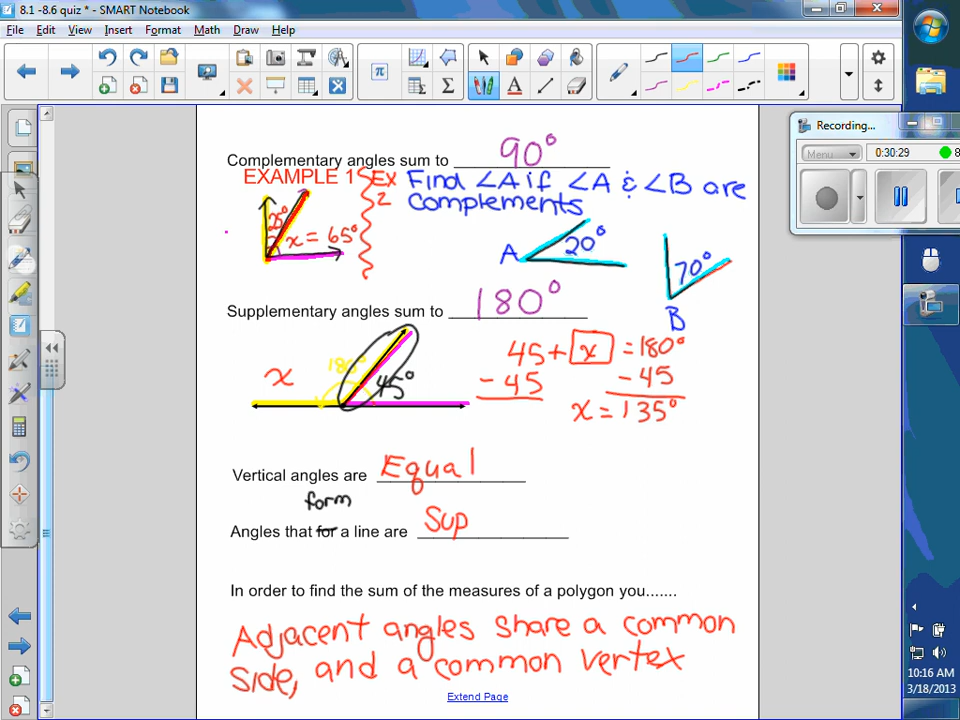 8.1 -8.6 quiz * - SMART Notebook
File Edit View Insert Format Math Draw Help
Recording...
Menu
0:30:29
8
Complementary angles sum to 90°
EXAMPLE 1
Ex 2
Find ∠A if ∠A & ∠B are
complements
25°
x = 65°
A
20°
70°
B
Supplementary angles sum to 180°
x
180°
45°
45 + x = 180°
- 45 - 45
x = 135°
Vertical angles are Equal
form
Angles that for a line are Sup
In order to find the sum of the measures of a polygon you.......
Adjacent angles share a common
side, and a common vertex
Extend Page
10:16 AM
3/18/2013